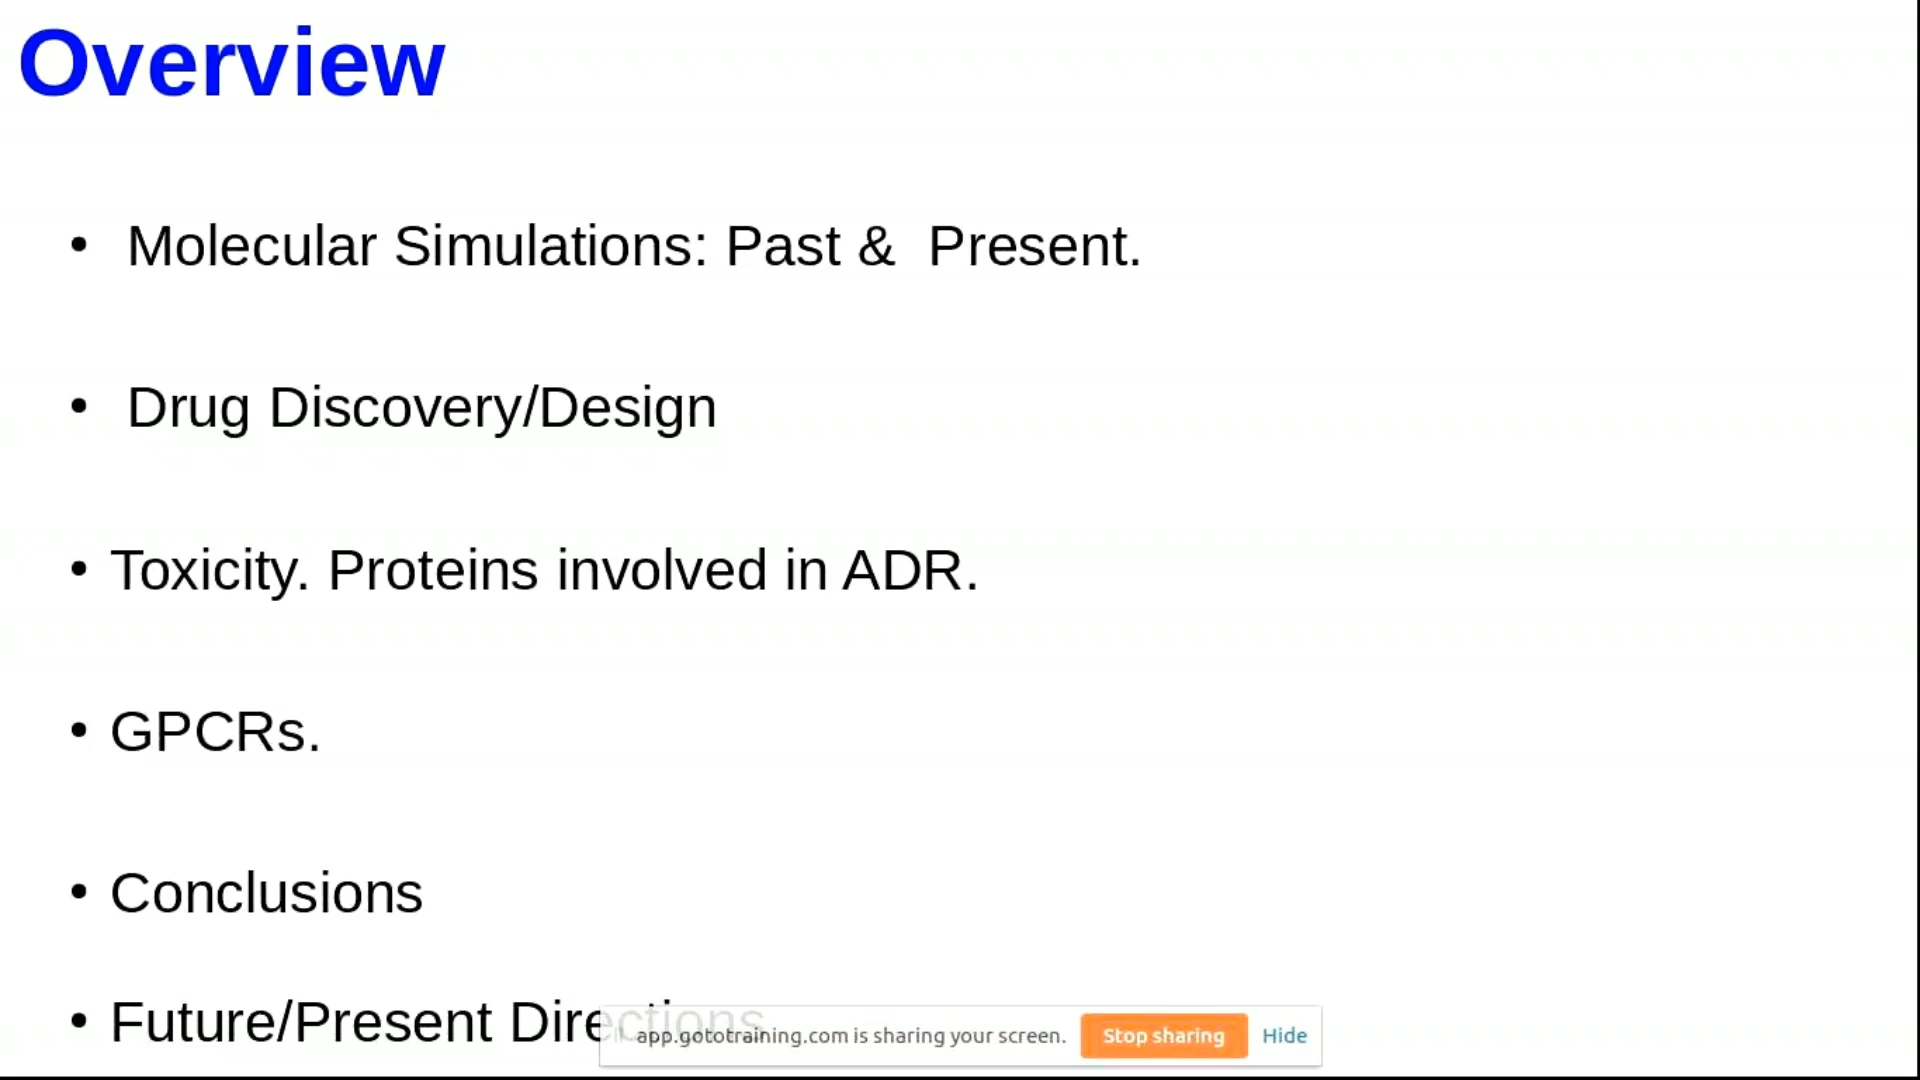 Overview
• Molecular Simulations: Past & Present.
• Drug Discovery/Design
• Toxicity. Proteins involved in ADR.
• GPCRs.
• Conclusions
• Future/Present Directions
app.gototraining.com is sharing your screen. Stop sharing Hide